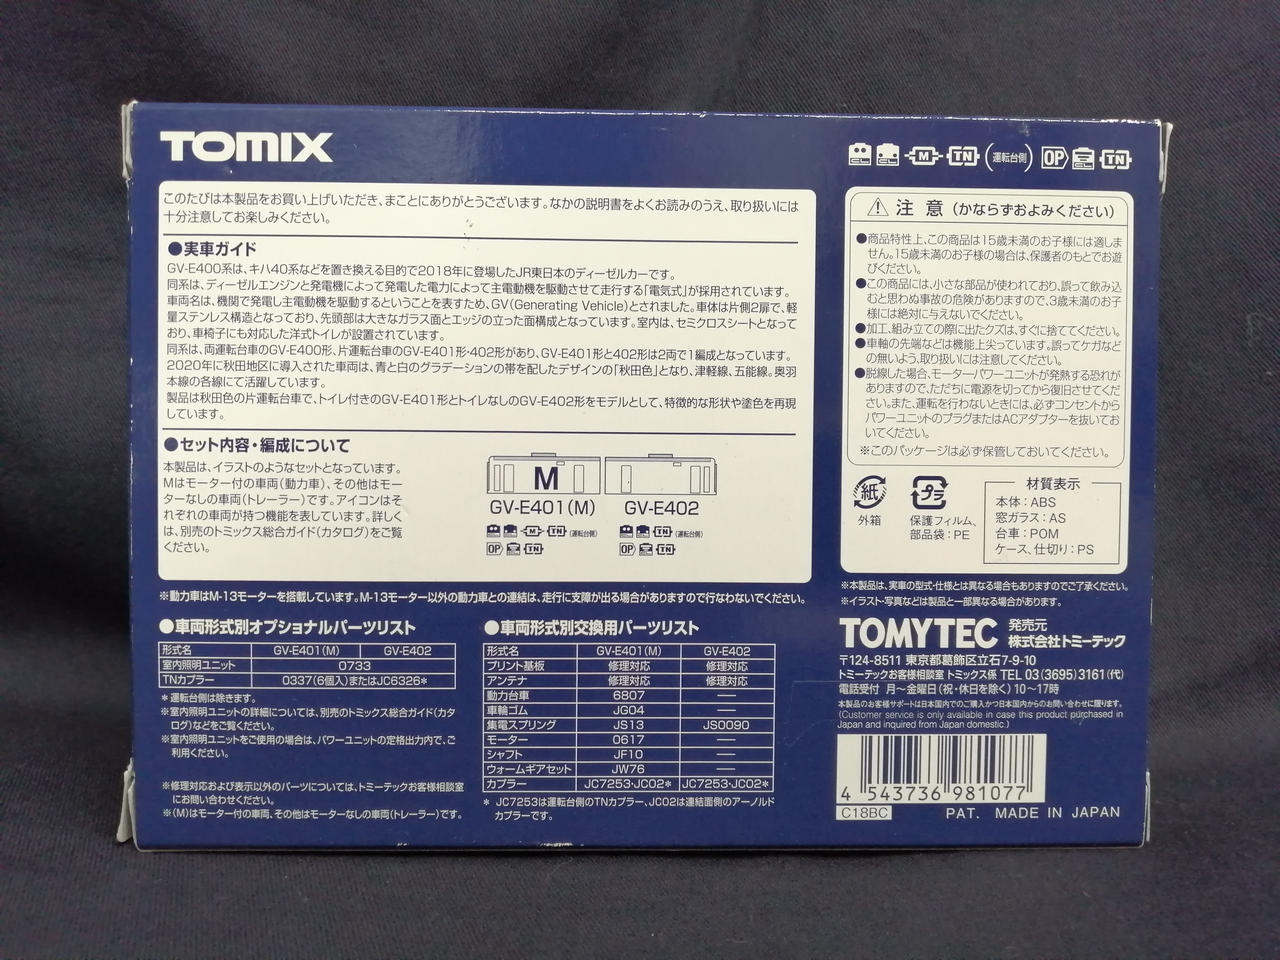 TOMIX
EL M TN (運転台側) OP EL TN
このたびは本製品をお買い上げいただき、まことにありがとうございます。なかの説明書をよくお読みのうえ、取り扱いには
十分注意してお楽しみください。
●実車ガイド
GV-E400系は、キハ40系などを置き換える目的で2018年に登場したJR東日本のディーゼルカーです。
同系は、ディーゼルエンジンと発電機によって発電した電力によって主電動機を駆動させて走行する「電気式」が採用されています。
車両名は、機関で発電し主電動機を駆動するということを表すため、GV(Generating Vehicle)とされました。車体は片側2扉で、軽
量ステンレス構造となっており、先頭部は大きなガラス面とエッジの立った面構成となっています。室内は、セミクロスシートとなって
おり、車椅子にも対応した洋式トイレが設置されています。
同系は、両運転台車のGV-E400形、片運転台車のGV-E401形・402形があり、GV-E401形と402形は2両で1編成となっています。
2020年に秋田地区に導入された車両は、青と白のグラデーションの帯を配したデザインの「秋田色」となり、津軽線、五能線。奥羽
本線の各線にて活躍しています。
製品は秋田色の片運転台車で、トイレ付きのGV-E401形とトイレなしのGV-E402形をモデルとして、特徴的な形状や塗色を再現
しています。
●セット内容・編成について
本製品は、イラストのようなセットとなっています。
Mはモーター付の車両(動力車)、その他はモー
ターなしの車両(トレーラー)です。アイコンはそ
れぞれの車両が持つ機能を表しています。詳しく
は、別売のトミックス総合ガイド(カタログ)をご覧
ください。
M
GV-E401(M) GV-E402
M TN (運転台側) TN (運転台側)
OP TN OP TN
※動力車はM-13モーターを搭載しています。M-13モーター以外の動力車との連結は、走行に支障が出る場合がありますので行なわないでください。
●車両形式別オプショナルパーツリスト
形式名 GV-E401(M) GV-E402
室内照明ユニット 0733
TNカプラー 0337(6個入)またはJC6326*
＊運転台側は除きます。
※室内照明ユニットの詳細については、別売のトミックス総合ガイド(カタ
ログ)などをご覧ください。
※室内照明ユニットをご使用の場合は、パワーユニットの定格出力内で、ご
利用ください。
※修理対応および表示以外のパーツについては、トミーテックお客様相談室
にお問い合わせください。
※(M)はモーター付の車両、その他はモーターなしの車両(トレーラー)です。
●車両形式別交換用パーツリスト
形式名 GV-E401(M) GV-E402
プリント基板 修理対応 修理対応
アンテナ 修理対応 修理対応
動力台車 6807 ―
車輪ゴム JG04 ―
集電スプリング JS13 JS0090
モーター 0617 ―
シャフト JF10 ―
ウォームギアセット JW76 ―
カプラー JC7253・JC02* JC7253・JC02*
＊ JC7253は運転台側のTNカプラー、JC02は連結面側のアーノルド
カプラーです。
⚠ 注 意 (かならずおよみください)
●商品特性上、この商品は15歳未満のお子様には適しま
せん。15歳未満のお子様の場合は、保護者のもとでお遊
びください。
●この商品には、小さな部品が使われており、誤って飲み込
むと思わぬ事故の危険がありますので、3歳未満のお子
様には絶対に与えないでください。
●加工、組み立ての際に出たクズは、すぐに捨ててください。
●車軸の先端などは機能上尖っています。誤ってケガなど
の無いよう、取り扱いには注意してください。
●脱線した場合、モーターやパワーユニットが発熱する恐れが
ありますので、ただちに電源を切ってから復旧させてくだ
さい。また、運転を行わないときには、必ずコンセントから
パワーユニットのプラグまたはACアダプターを抜いてお
いてください。
※このパッケージは必ず保管しておいてください。
紙
外箱
プラ
保護フィルム、
部品袋：PE
材質表示
本体：ABS
窓ガラス：AS
台車：POM
ケース、仕切り：PS
※本製品は、実車の型式・仕様とは異なる場合もありますのでご了承ください。
※イラスト・写真などは製品と一部異なる場合があります。
TOMYTEC 発売元
株式会社トミーテック
〒124-8511 東京都葛飾区立石7-9-10
トミーテックお客様相談室 トミックス係 TEL 03(3695)3161(代)
電話受付 月～金曜日(祝・休日を除く)10～17時
本製品のお客様サポートは日本国内でのご購入かつ日本国内からのお問い合わせに限ります。
(Customer service is only available in case this product purchased in
Japan and inquired from Japan domestic.)
4 543736 981077
C18BC PAT. MADE IN JAPAN